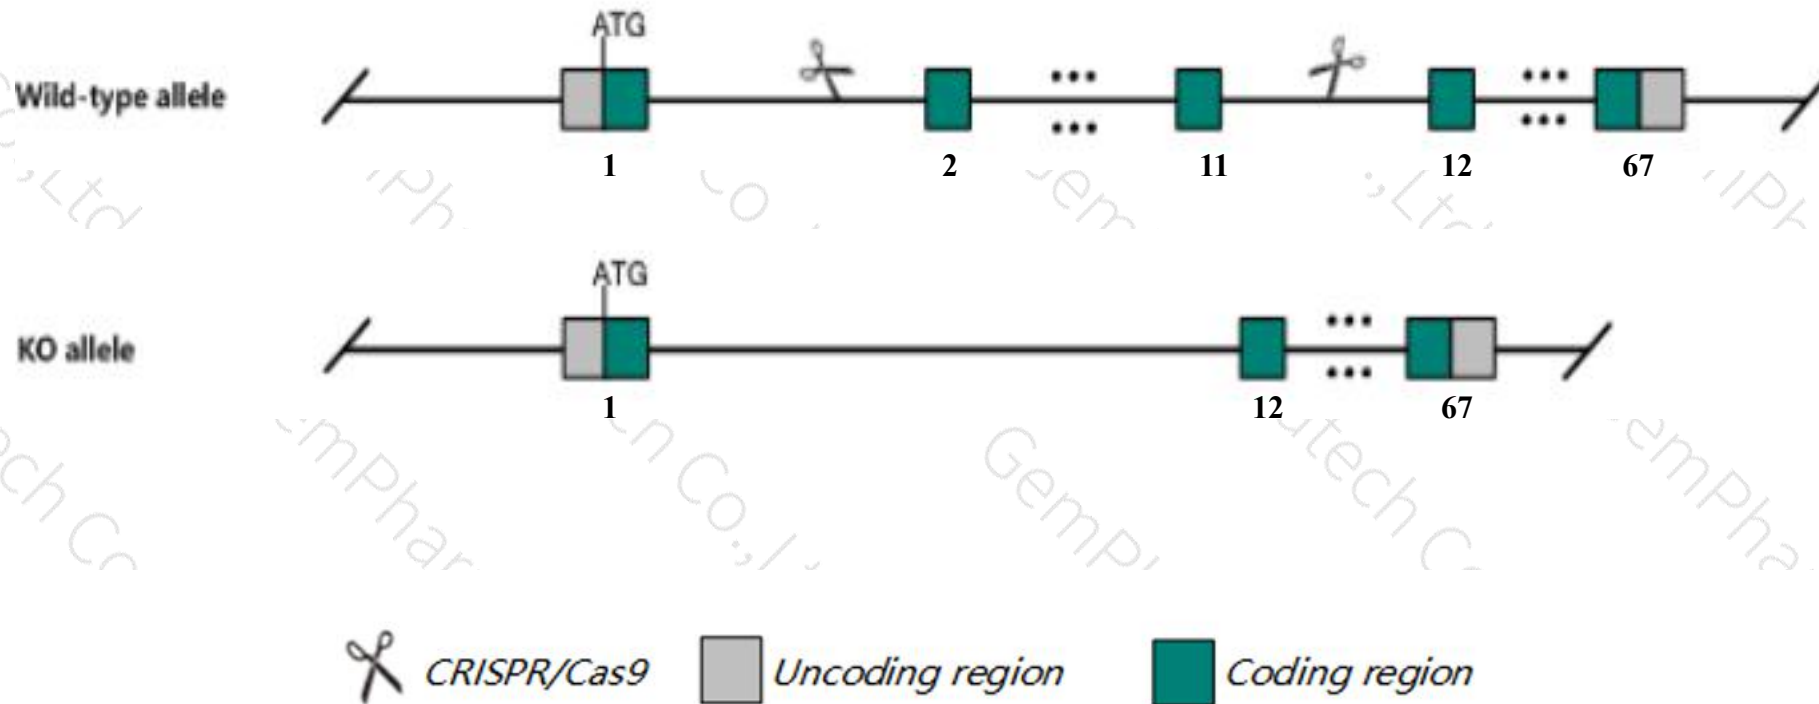 ATG
Wild-type allele
... ...
... ...
1 2 11 12 67
ATG
KO allele
...
...
1 12 67
CRISPR/Cas9 Uncoding region Coding region